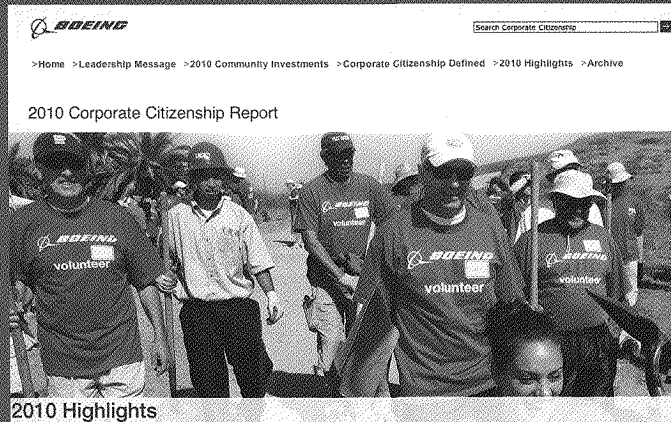 BOEING
Search Corporate Citizenship
>Home >Leadership Message >2010 Community Investments >Corporate Citizenship Defined >2010 Highlights >Archive
2010 Corporate Citizenship Report
BOEING
volunteer
BOEING
volunteer
BOEING
volunteer
BOEING
volunteer
2010 Highlights